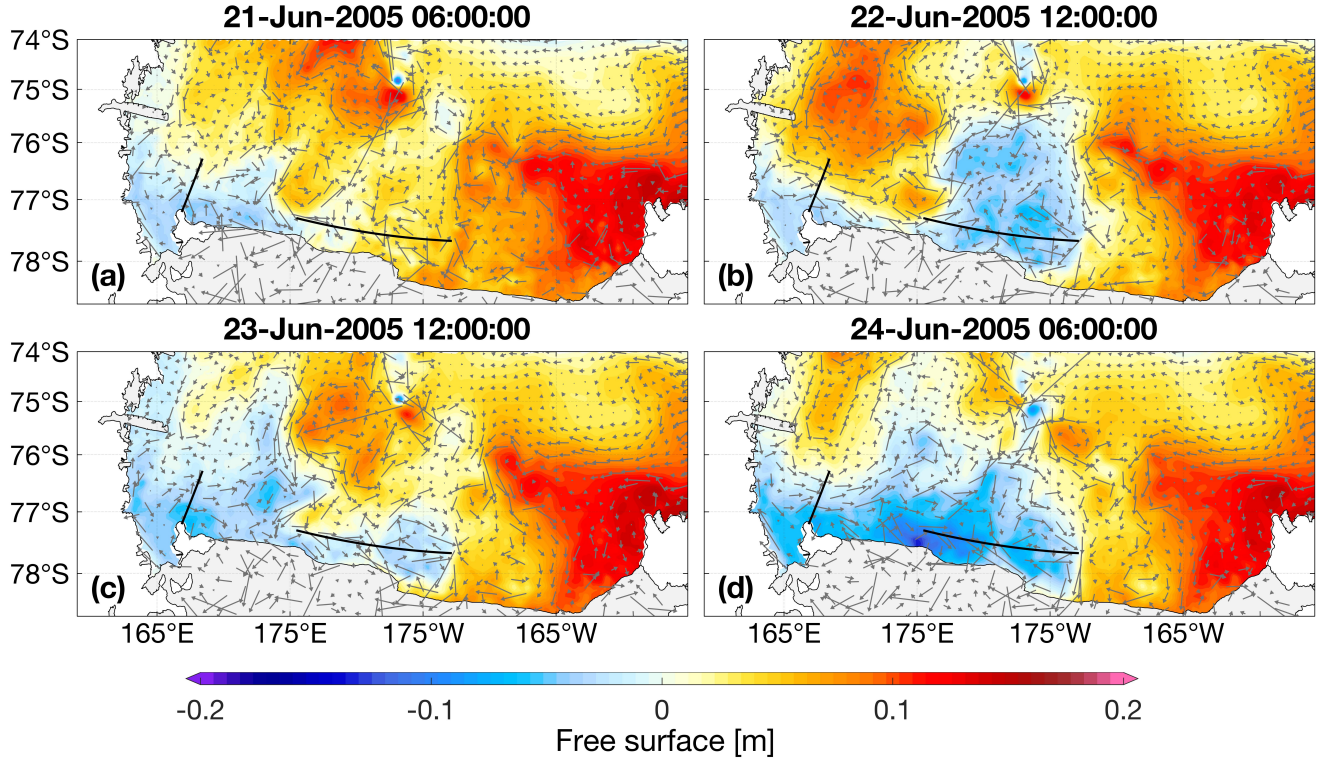 21-Jun-2005 06:00:00
22-Jun-2005 12:00:00
74°S
75°S
76°S
77°S
78°S
(a)
(b)
23-Jun-2005 12:00:00
24-Jun-2005 06:00:00
74°S
75°S
76°S
77°S
78°S
(c)
(d)
165°E 175°E 175°W 165°W
165°E 175°E 175°W 165°W
-0.2 -0.1 0 0.1 0.2
Free surface [m]